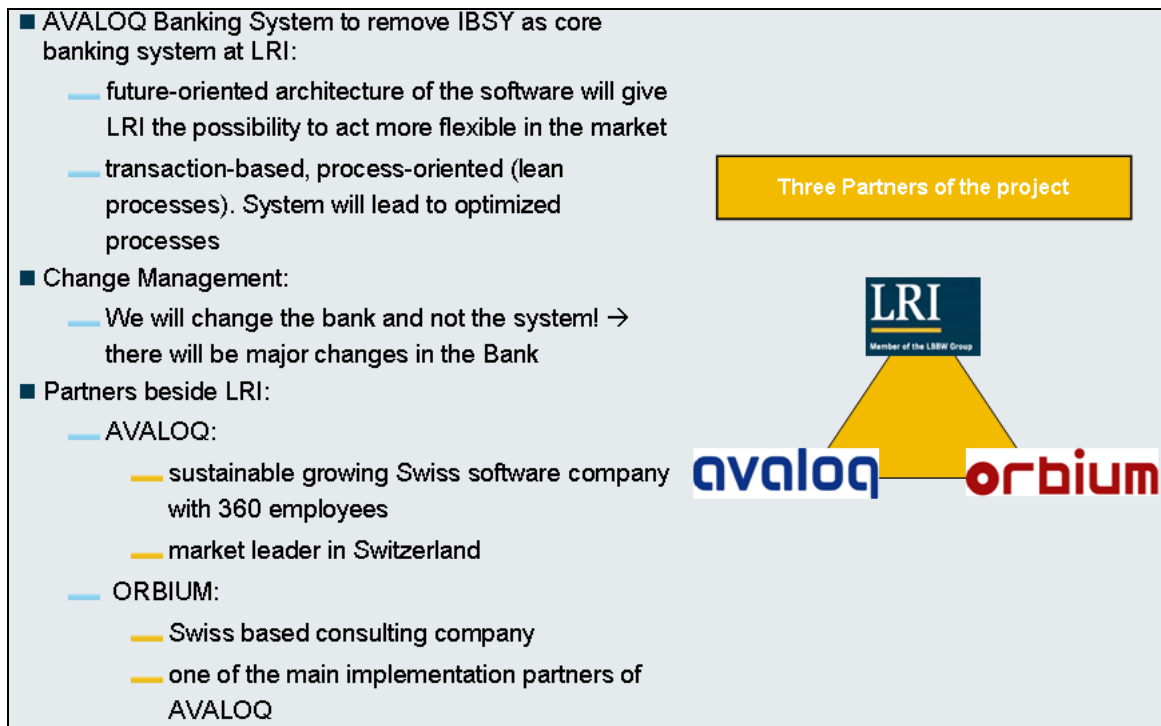 AVALOQ Banking System to remove IBSY as core
banking system at LRI:
future-oriented architecture of the software will give
LRI the possibility to act more flexible in the market
transaction-based, process-oriented (lean
processes). System will lead to optimized
processes
Change Management:
We will change the bank and not the system! →
there will be major changes in the Bank
Partners beside LRI:
AVALOQ:
sustainable growing Swiss software company
with 360 employees
market leader in Switzerland
ORBIUM:
Swiss based consulting company
one of the main implementation partners of
AVALOQ
Three Partners of the project
LRI
Member of the LBBW Group
avaloq
orbium